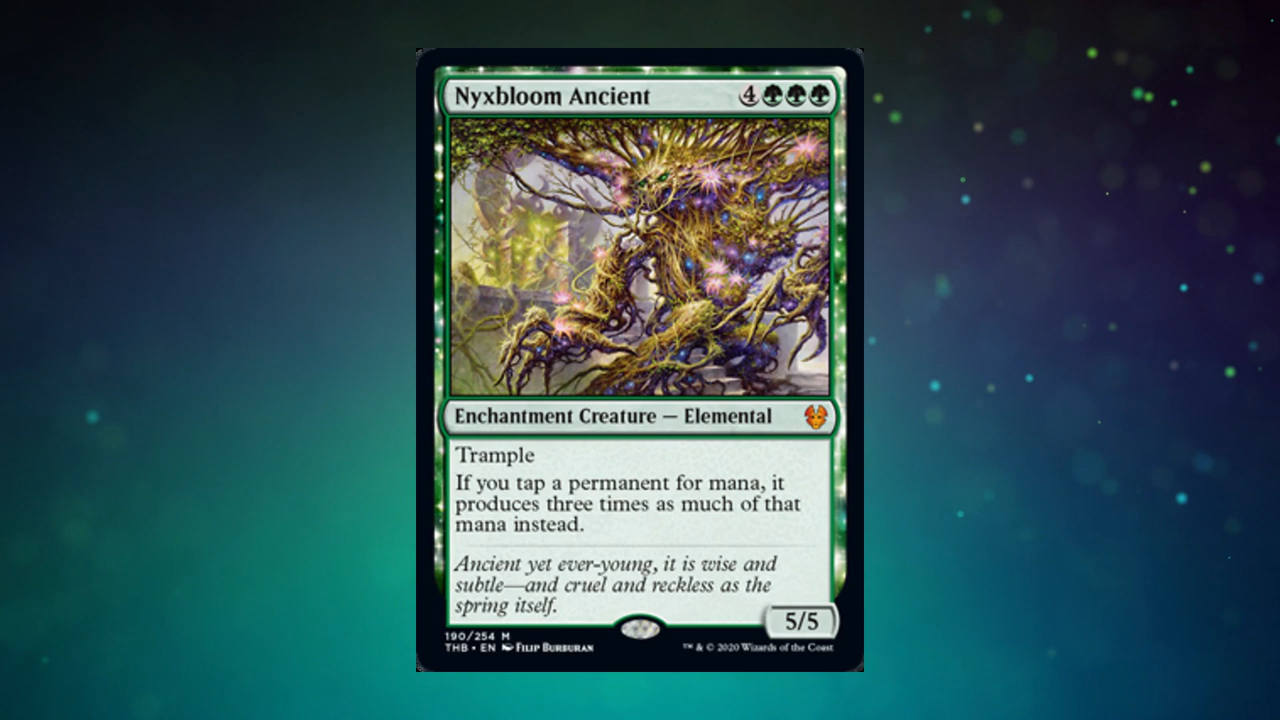 Nyxbloom Ancient 4
Enchantment Creature — Elemental
Trample
If you tap a permanent for mana, it
produces three times as much of that
mana instead.
Ancient yet ever-young, it is wise and
subtle—and cruel and reckless as the
spring itself.
5/5
190/254 M
THB • EN Filip Burburan
™ & © 2020 Wizards of the Coast